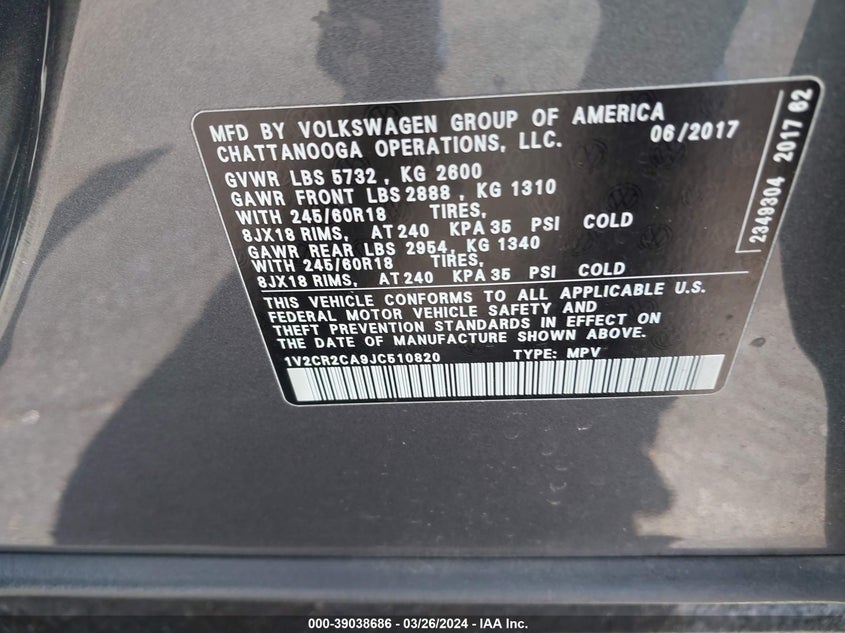 MFD BY VOLKSWAGEN GROUP OF AMERICA
CHATTANOOGA OPERATIONS, LLC. 06/2017
GVWR LBS 5732 , KG 2600
GAWR FRONT LBS 2888 , KG 1310
WITH 245/60R18 TIRES,
8JX18 RIMS, AT 240 KPA 35 PSI COLD
GAWR REAR LBS 2954, KG 1340
WITH 245/60R18 TIRES,
8JX18 RIMS, AT 240 KPA 35 PSI COLD
THIS VEHICLE CONFORMS TO ALL APPLICABLE U.S.
FEDERAL MOTOR VEHICLE SAFETY AND
THEFT PREVENTION STANDARDS IN EFFECT ON
THE DATE OF MANUFACTURE SHOWN ABOVE.
1V2CR2CA9JC510820 TYPE: MPV
2349304 2017 62
000-39038686 - 03/26/2024 - IAA Inc.